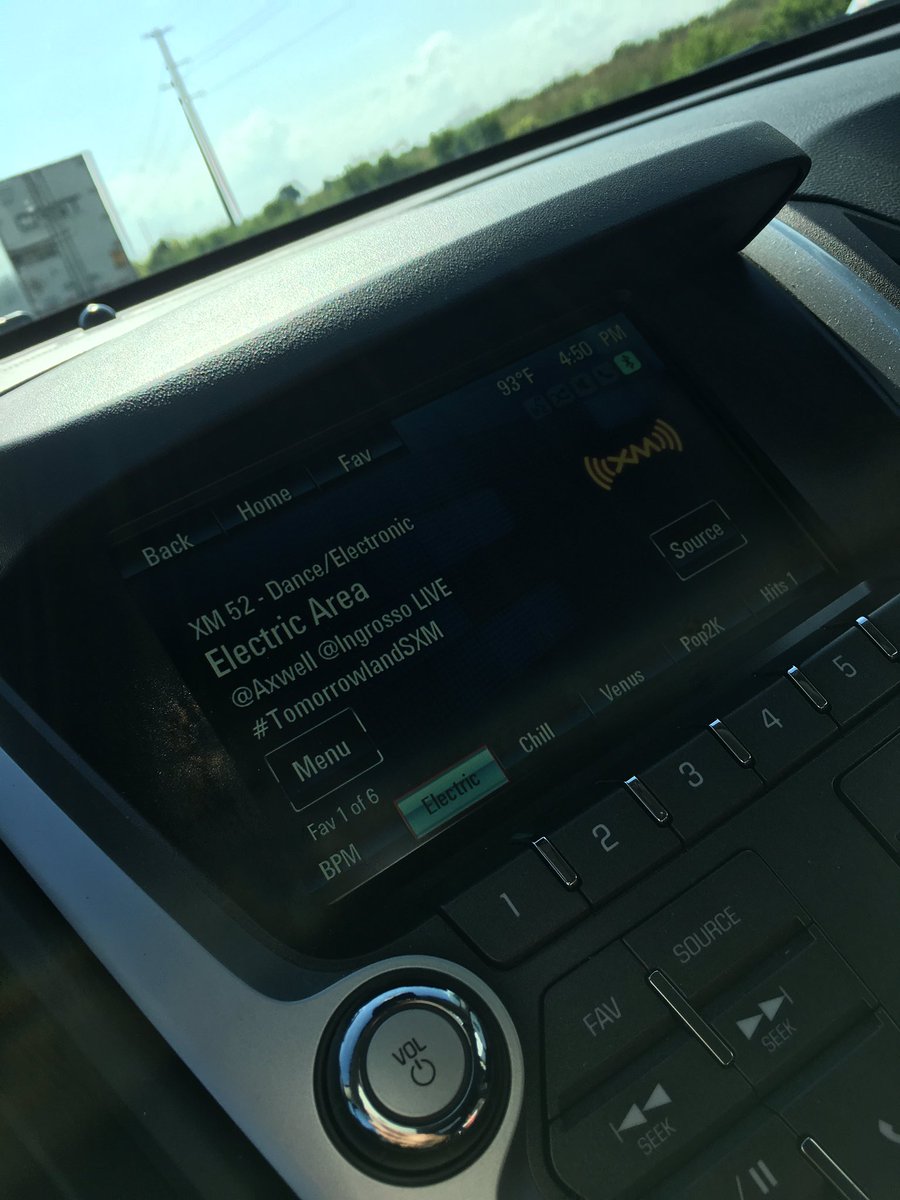 93°F 4:50 PM
XM
Back Home Fav
XM 52 - Dance/Electronic
Electric Area
@Axwell @Ingrosso LIVE
#TomorrowlandSXM
Source
Menu
Fav 1 of 6
BPM Electric Chill Venus Pop2K Hits 1
1 2 3 4 5
VOL
FAV SOURCE
SEEK
SEEK